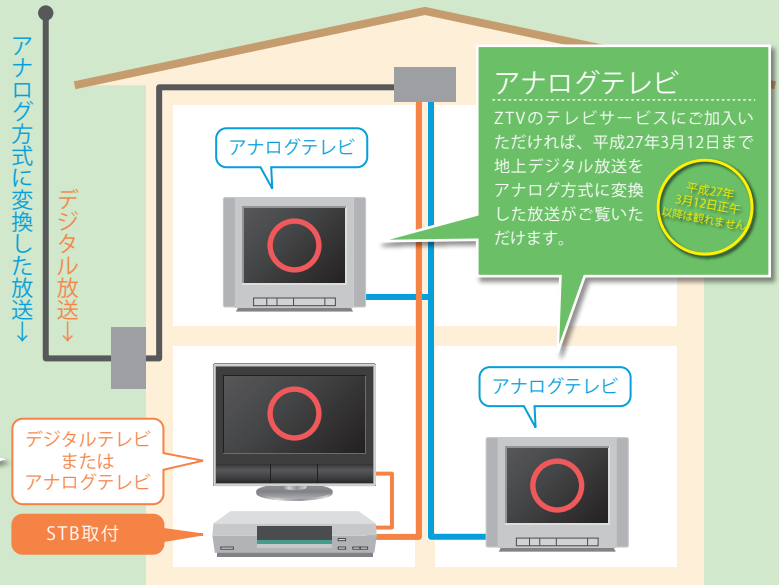 アナログ方式に変換した放送→
デジタル放送→
アナログテレビ
アナログテレビ
ZTVのテレビサービスにご加入い
ただければ、平成27年3月12日まで
地上デジタル放送を
アナログ方式に変換
した放送がご覧いた
だけます。
平成27年
3月12日正午
以降は観れません
デジタルテレビ
または
アナログテレビ
STB取付
アナログテレビ